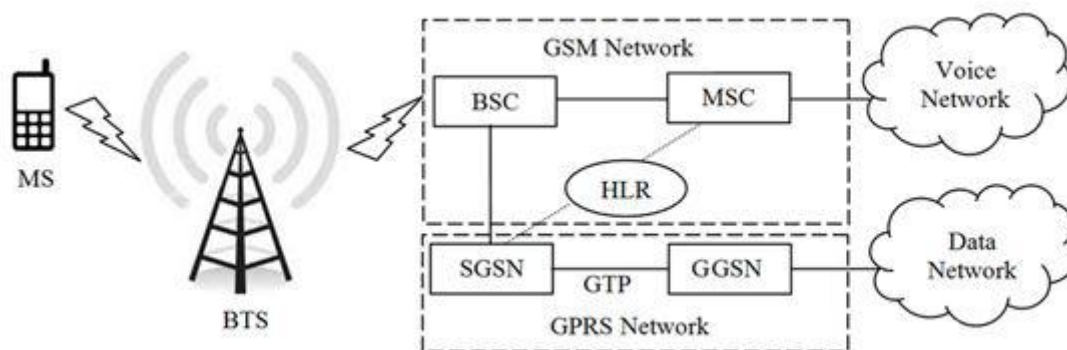 GSM Network
BSC
MSC
Voice
Network
MS
HLR
BTS
SGSN
GTP
GGSN
Data
Network
GPRS Network